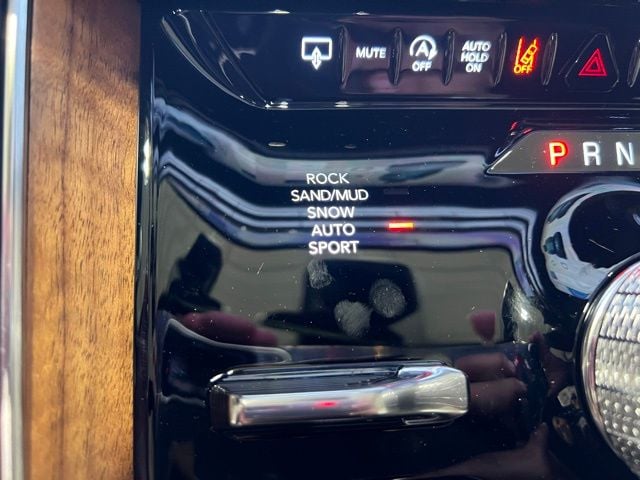 MUTE
OFF
AUTO
HOLD
ON
OFF
P R N
ROCK
SAND/MUD
SNOW
AUTO
SPORT